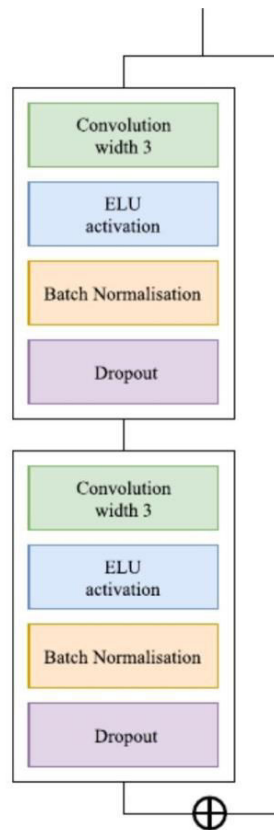 Convolution
width 3
ELU
activation
Batch Normalisation
Dropout
Convolution
width 3
ELU
activation
Batch Normalisation
Dropout